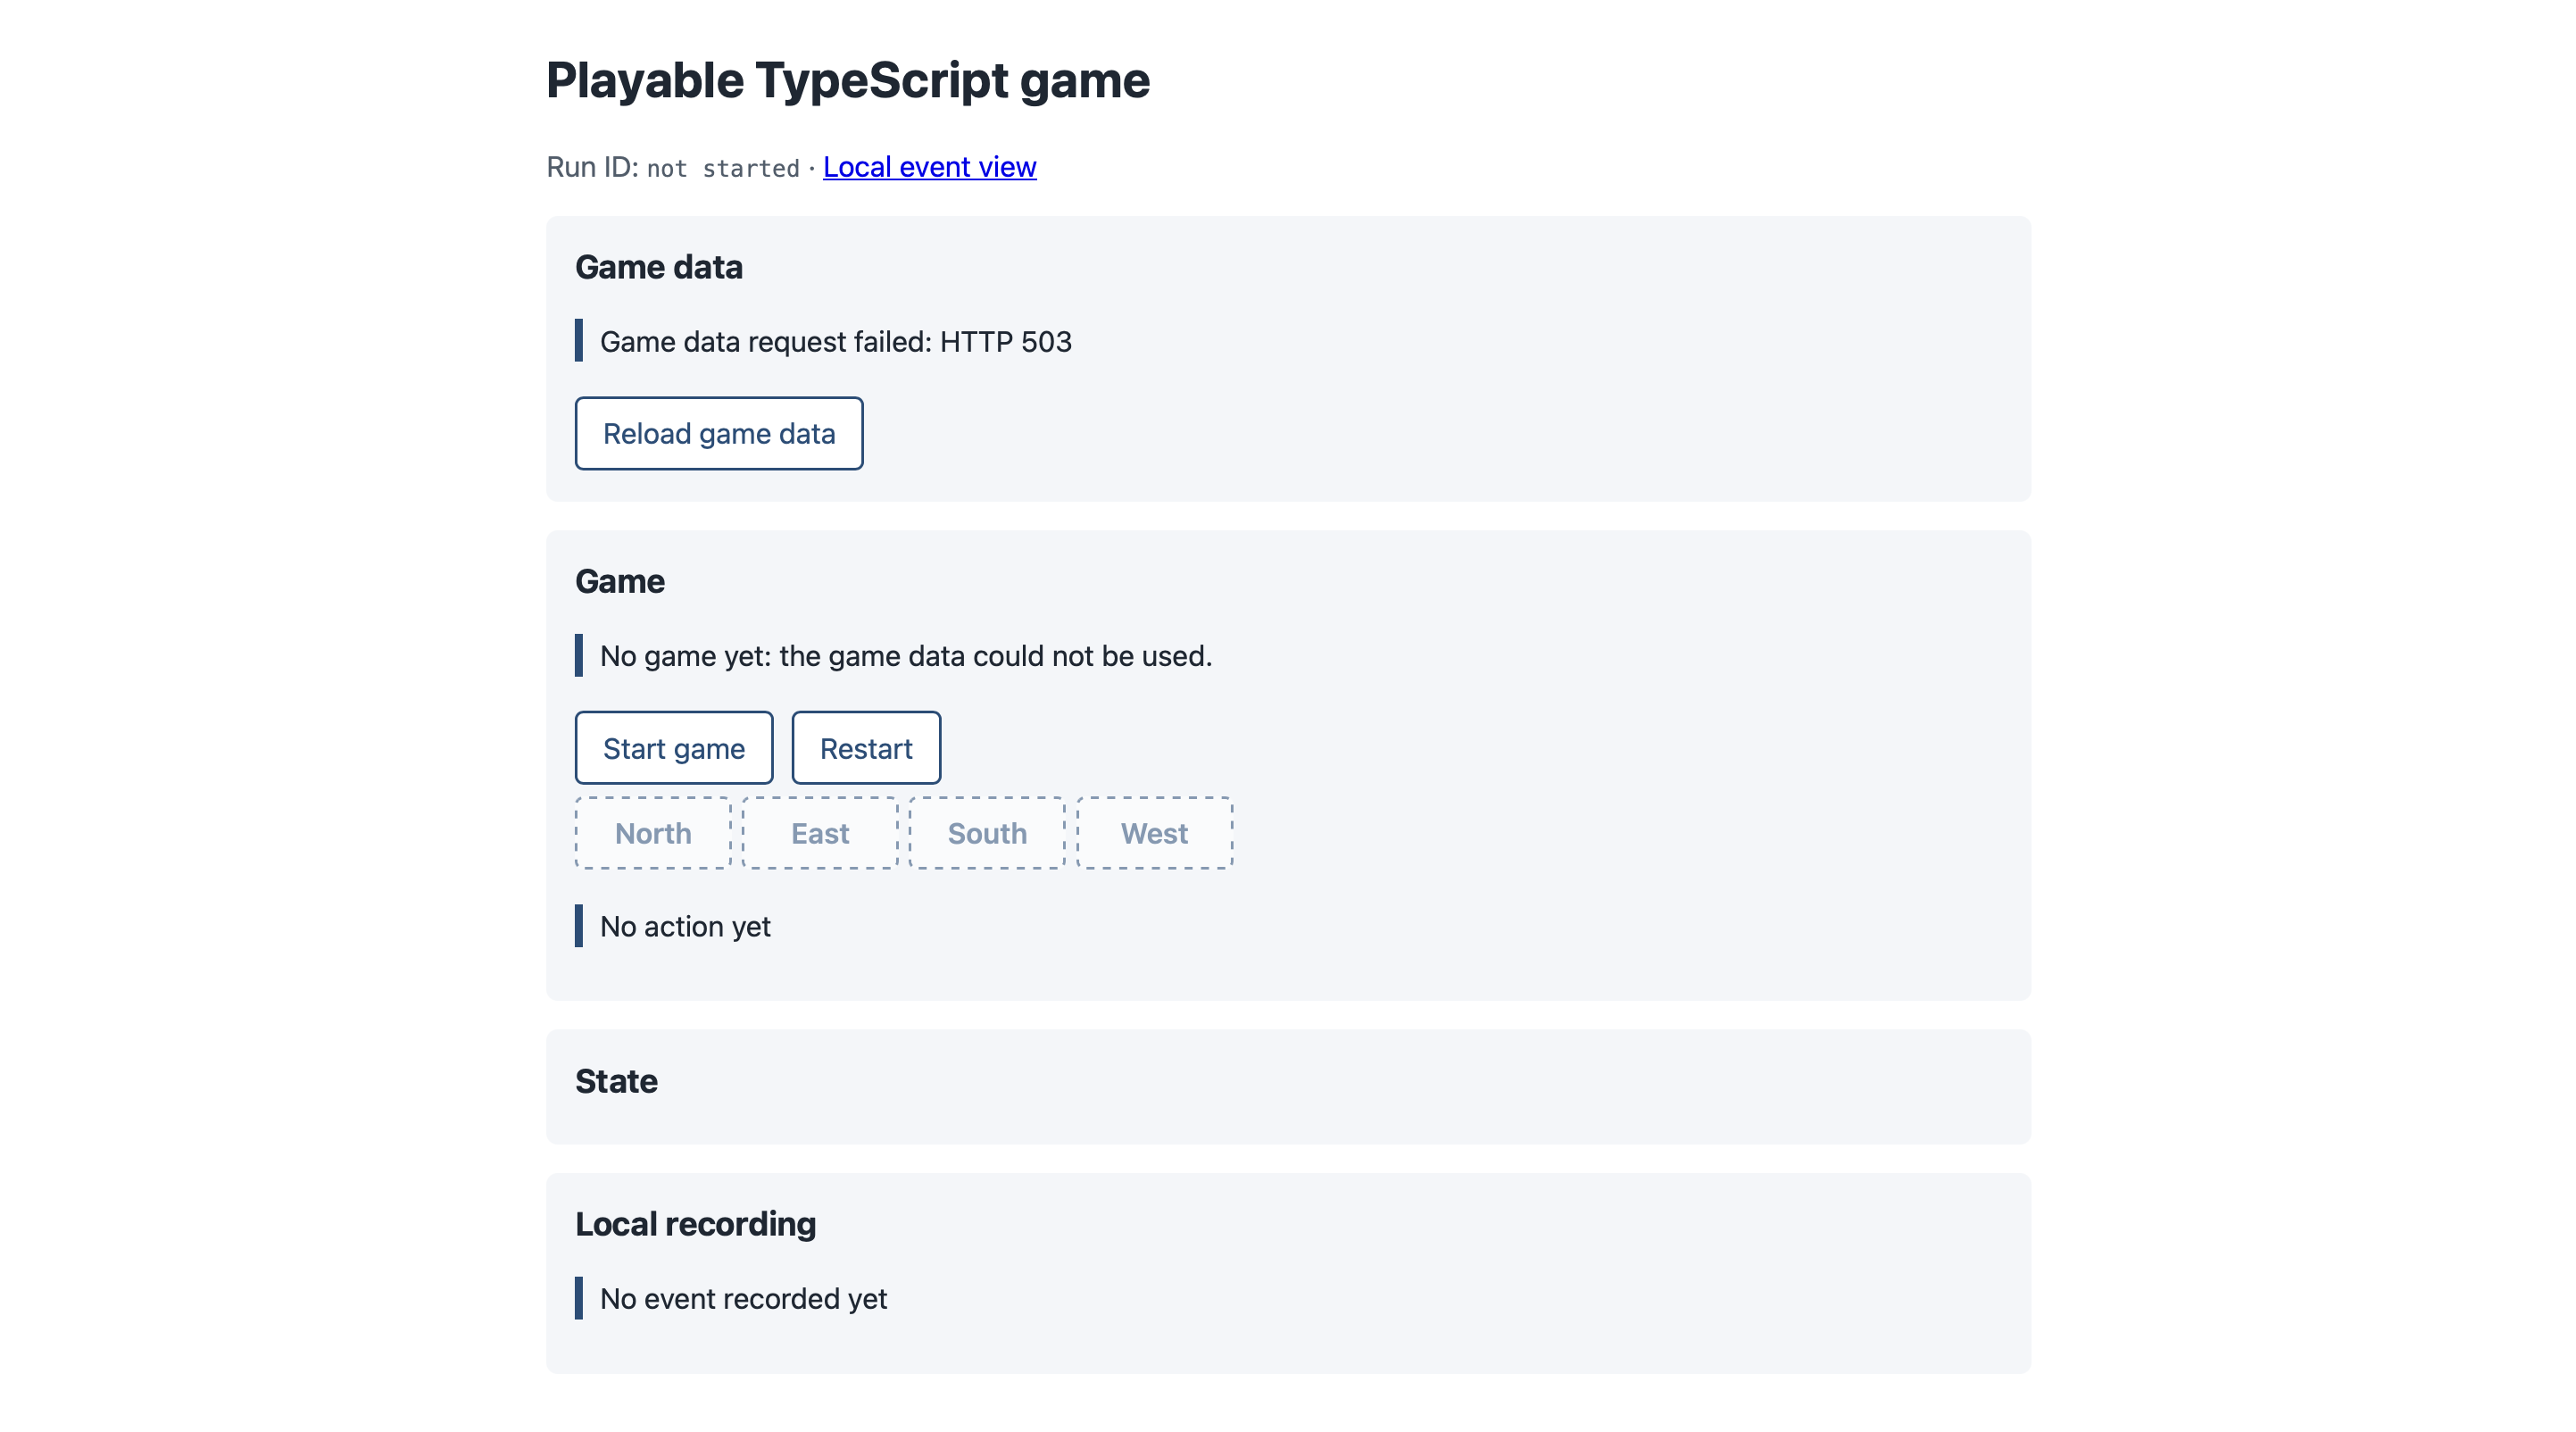 Playable TypeScript game
Run ID: not started · Local event view
Game data
Game data request failed: HTTP 503
Reload game data
Game
No game yet: the game data could not be used.
Start game Restart
North East South West
No action yet
State
Local recording
No event recorded yet